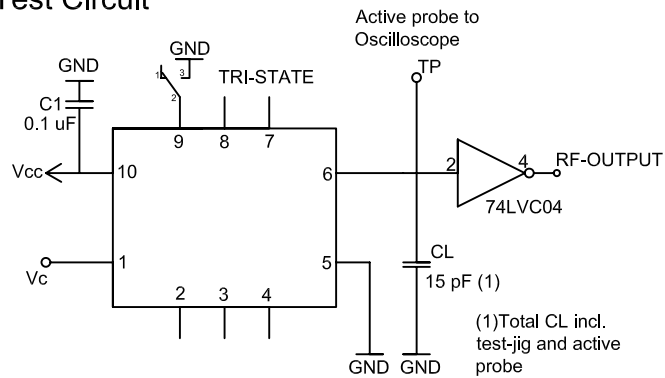 Test Circuit
Active probe to
Oscilloscope
GND
GND
TRI-STATE
TP
1
3
2
C1
0.1 uF
9
8
7
Vcc
10
6
2
4
RF-OUTPUT
74LVC04
Vc
1
5
CL
15 pF (1)
2
3
4
(1)Total CL incl.
test-jig and active
probe
GND
GND